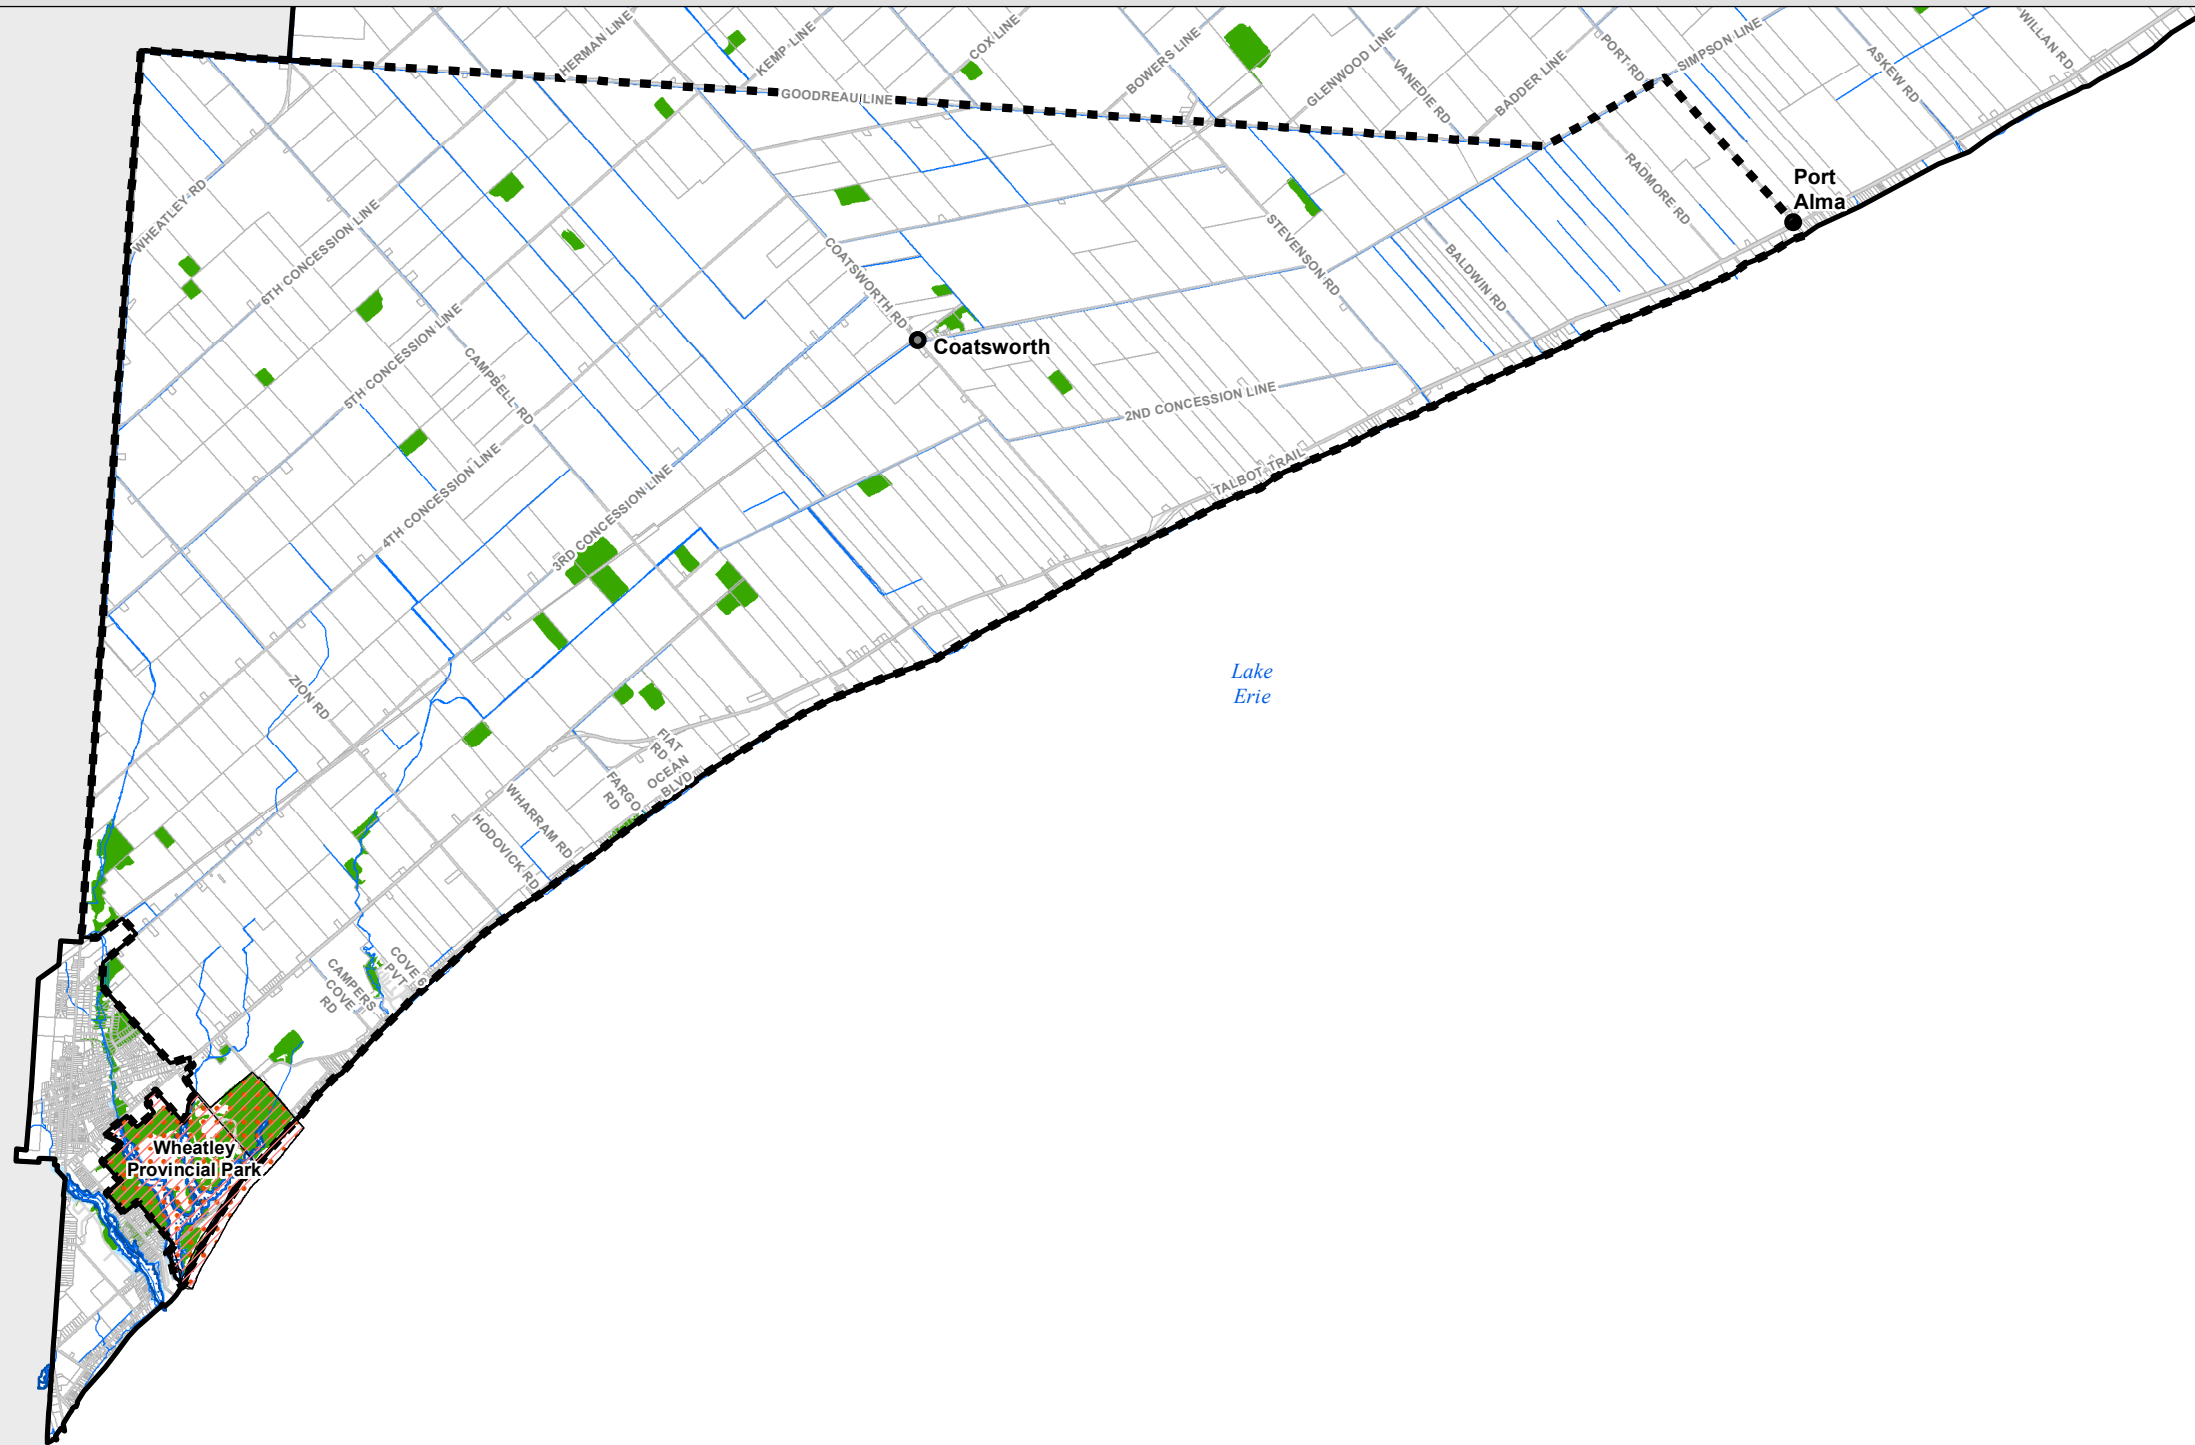 HERMAN LINE
KEMP LINE
COX LINE
BOWERS LINE
GLENWOOD LINE
VANEDIE RD
BADDER LINE
PORT RD
SIMPSON LINE
ASKEW RD
WILLAN RD
GOODREAU LINE
WHEATLEY RD
6TH CONCESSION LINE
5TH CONCESSION LINE
4TH CONCESSION LINE
3RD CONCESSION LINE
CAMPBELL RD
COATSWORTH RD
Coatsworth
STEVENSON RD
BALDWIN RD
RADMORE RD
Port
Alma
2ND CONCESSION LINE
TALBOT TRAIL
Lake
Erie
ZION RD
FIAT
RD
OCEAN
BLVD
FARGO
RD
WHARRAM RD
HODOVICK RD
COVE 6
PVT
CAMPERS
COVE
RD
Wheatley
Provincial Park